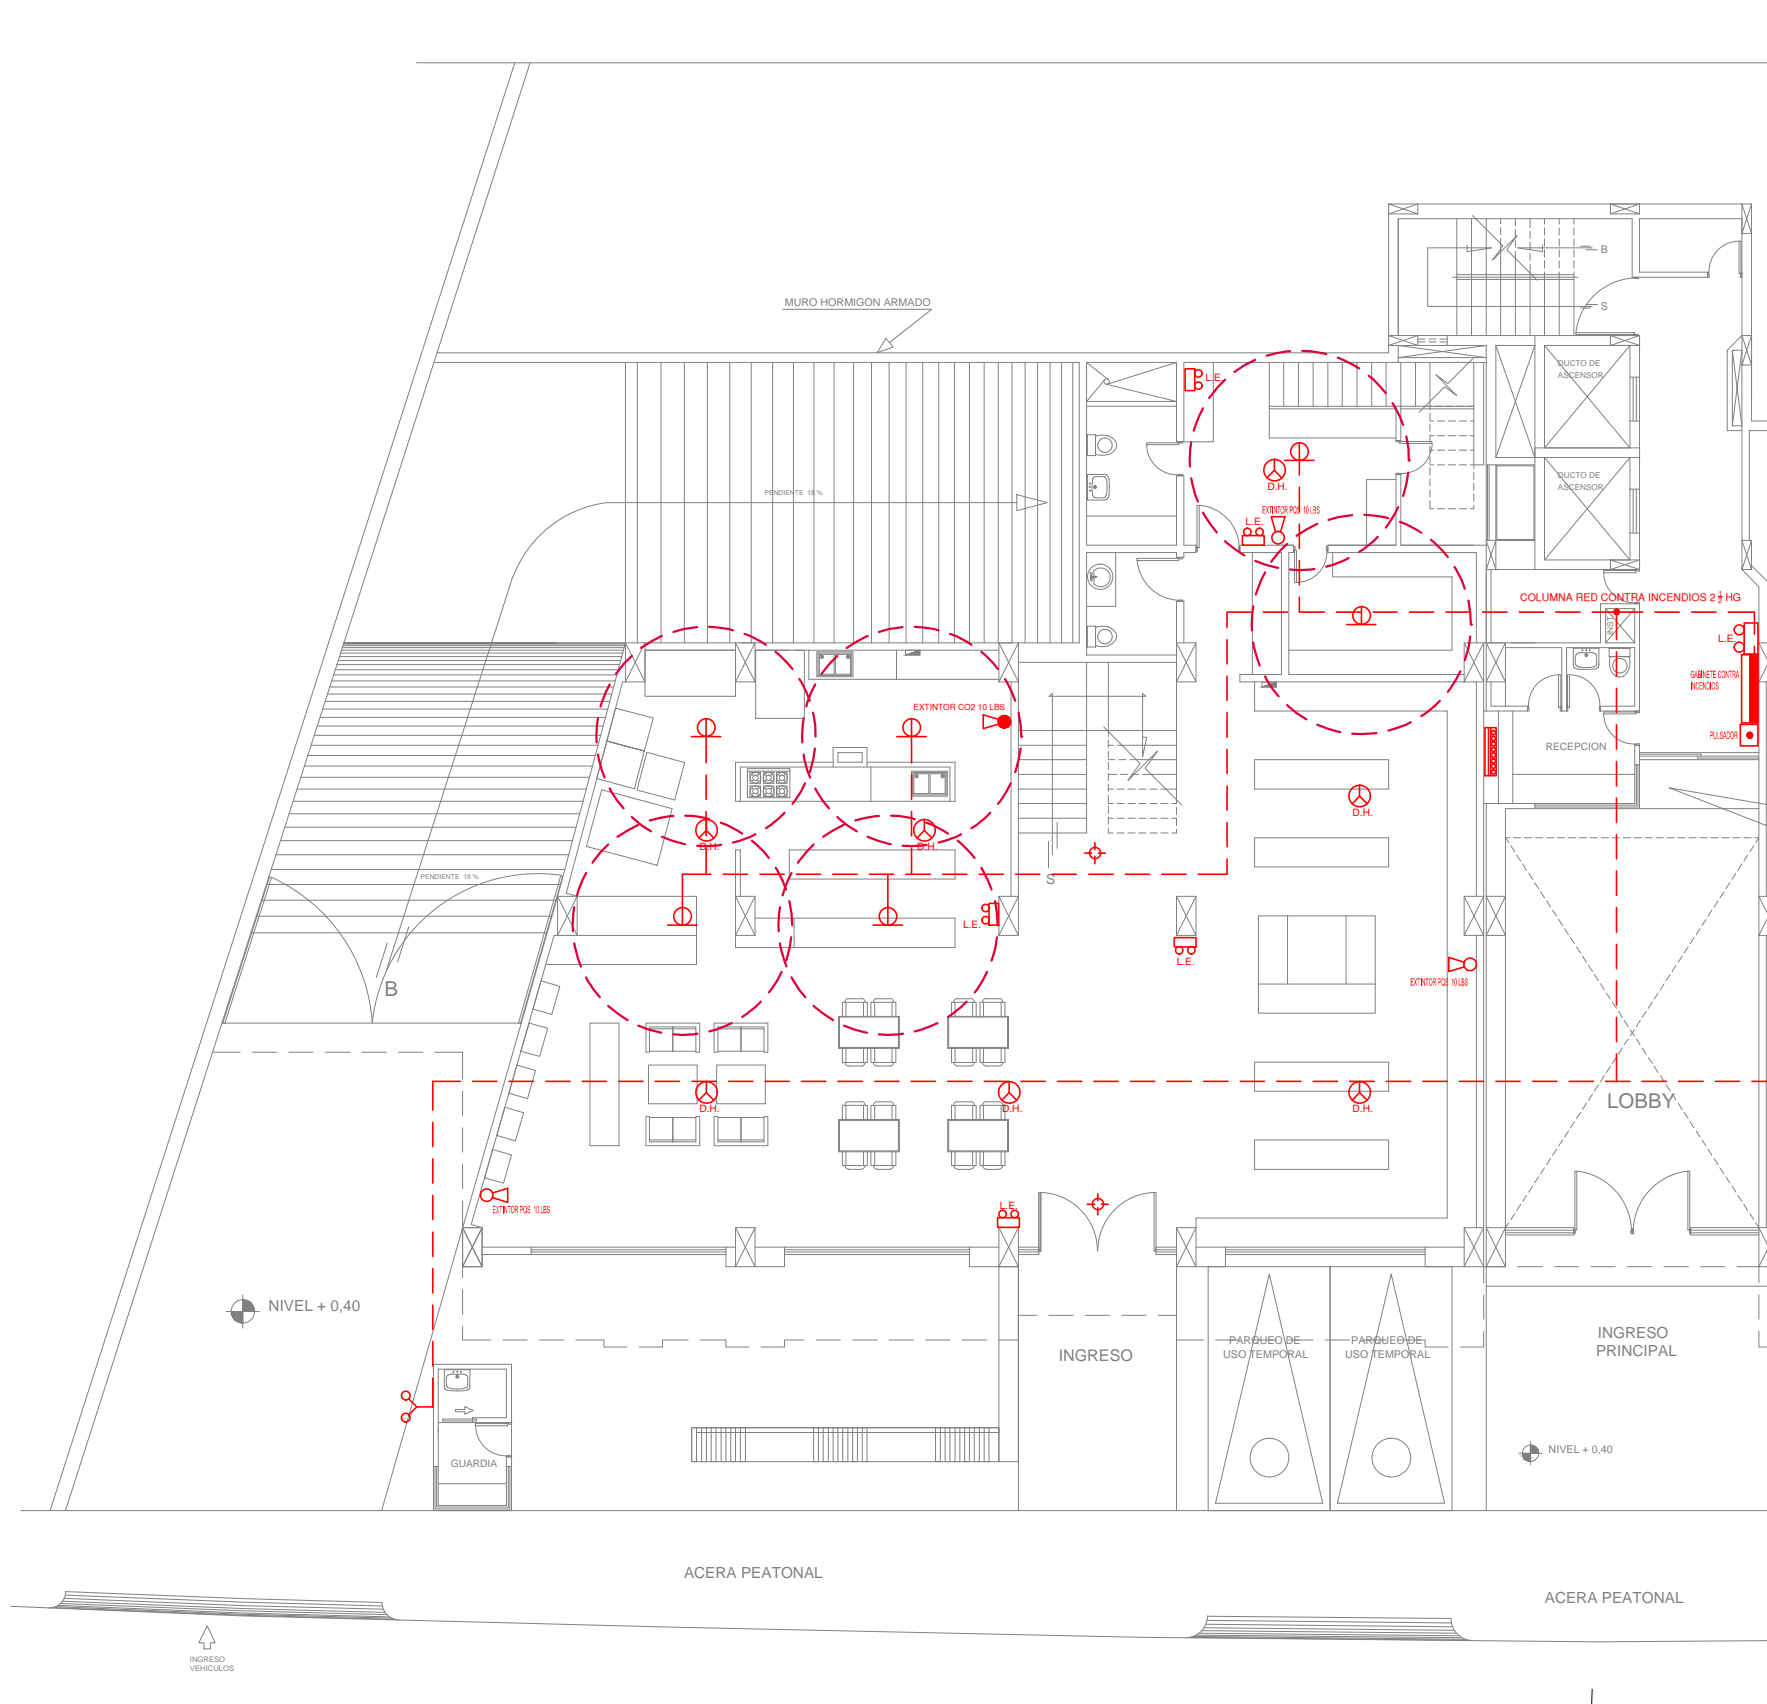 B
S
MURO HORMIGON ARMADO
DUCTO DE
ASCENSOR
L.E.
PENDIENTE 18 %
D.H.
DUCTO DE
ASCENSOR
EXTINTOR PQS 10 LBS
L.E.
COLUMNA RED CONTRA INCENDIOS 2 ½ HG
L.E.
GABINETE CONTRA
INCENDIOS
EXTINTOR CO2 10 LBS
PULSADOR
RECEPCION
D.H.
D.H.
D.H.
PENDIENTE 18 %
S
L.E.
L.E.
B
EXTINTOR PQS 10 LBS
LOBBY
D.H.
D.H.
D.H.
EXTINTOR PQS 10 LBS
L.E.
NIVEL + 0,40
INGRESO
PARQUEO DE
USO TEMPORAL
PARQUEO DE
USO TEMPORAL
INGRESO
PRINCIPAL
GUARDIA
NIVEL + 0,40
ACERA PEATONAL
ACERA PEATONAL
INGRESO
VEHICULOS